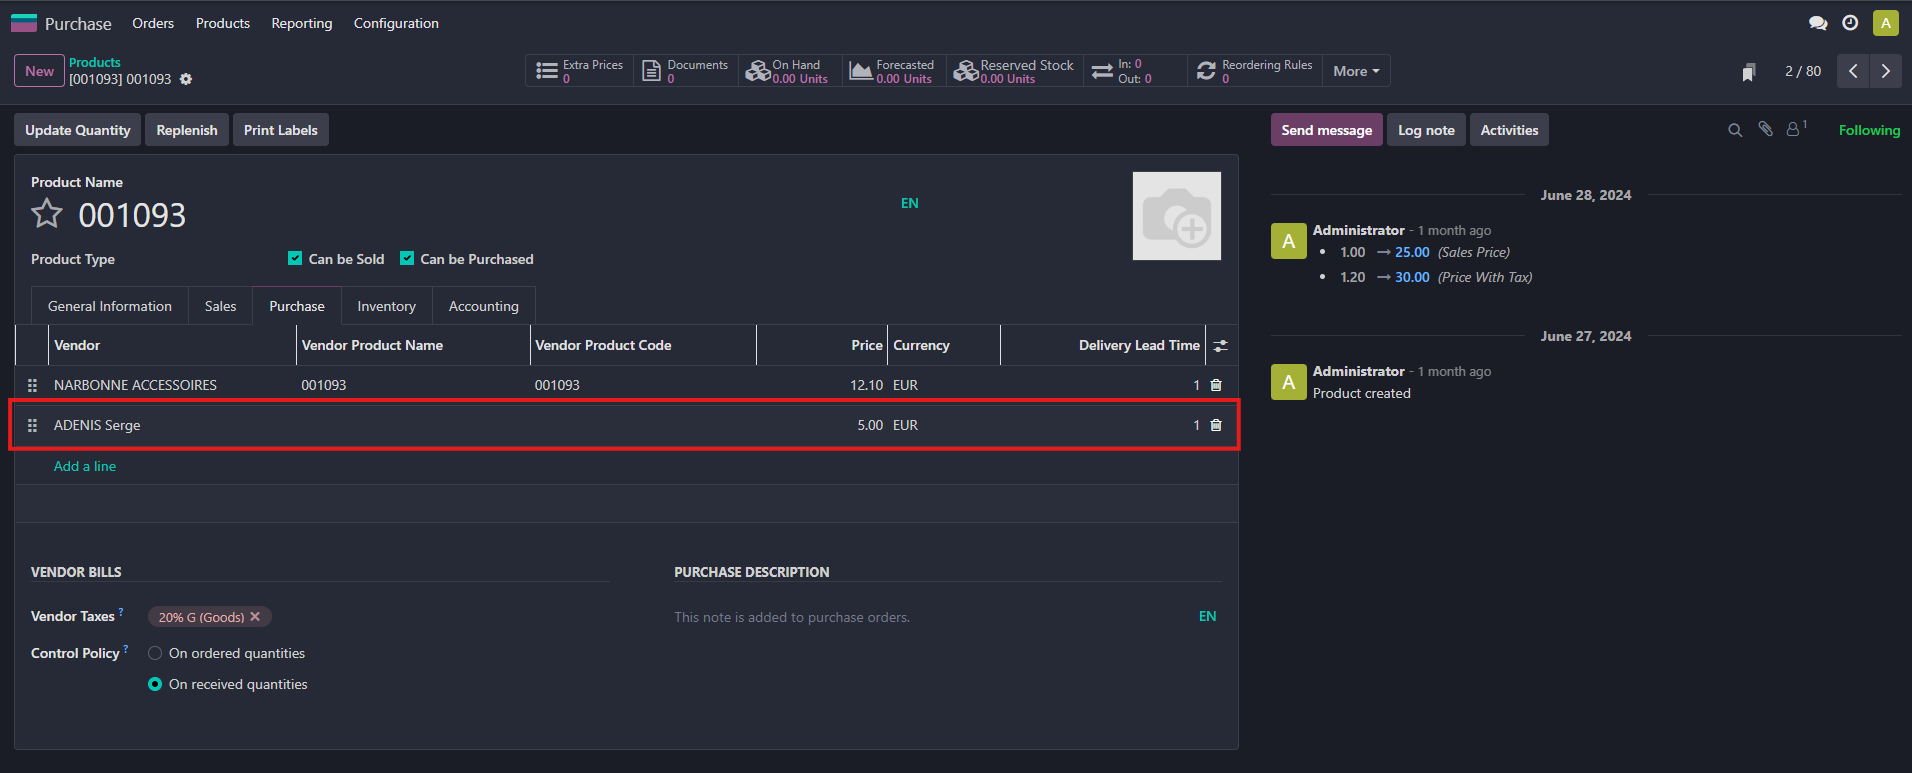 Purchase Orders Products Reporting Configuration A
New Products
[001093] 001093
Extra Prices
0
Documents
0
On Hand
0.00 Units
Forecasted
0.00 Units
Reserved Stock
0.00 Units
In: 0
Out: 0
Reordering Rules
0
More
2 / 80
Update Quantity Replenish Print Labels
Send message Log note Activities 1 Following
Product Name
001093
EN
Product Type Can be Sold Can be Purchased
General Information Sales Purchase Inventory Accounting
Vendor Vendor Product Name Vendor Product Code Price Currency Delivery Lead Time
NARBONNE ACCESSOIRES 001093 001093 12.10 EUR 1
ADENIS Serge 5.00 EUR 1
Add a line
VENDOR BILLS
Vendor Taxes ? 20% G (Goods)
Control Policy ? On ordered quantities
On received quantities
PURCHASE DESCRIPTION
This note is added to purchase orders. EN
June 28, 2024
A Administrator - 1 month ago
• 1.00 → 25.00 (Sales Price)
• 1.20 → 30.00 (Price With Tax)
June 27, 2024
A Administrator - 1 month ago
Product created